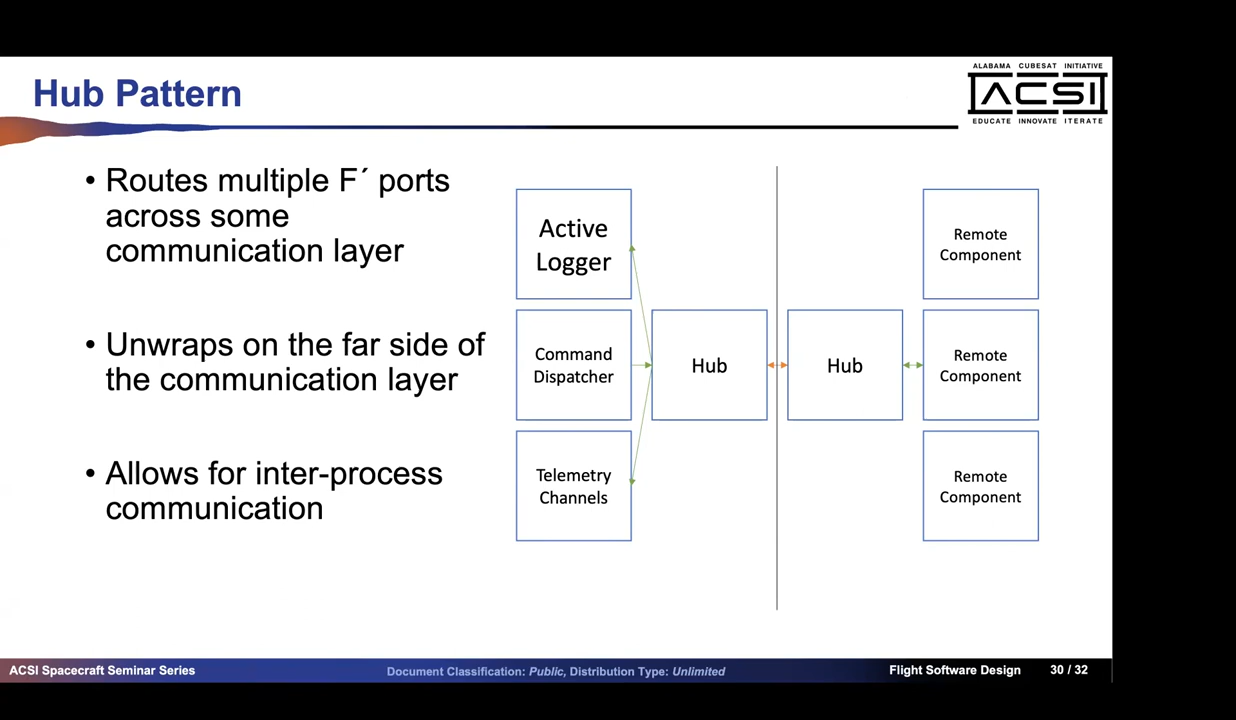 Hub Pattern
ALABAMA CUBESAT INITIATIVE
ACSI
EDUCATE INNOVATE ITERATE
• Routes multiple F´ ports
across some
communication layer
• Unwraps on the far side of
the communication layer
• Allows for inter-process
communication
Active
Logger
Command
Dispatcher
Telemetry
Channels
Hub
Hub
Remote
Component
Remote
Component
Remote
Component
ACSI Spacecraft Seminar Series
Document Classification: Public, Distribution Type: Unlimited
Flight Software Design
30 / 32